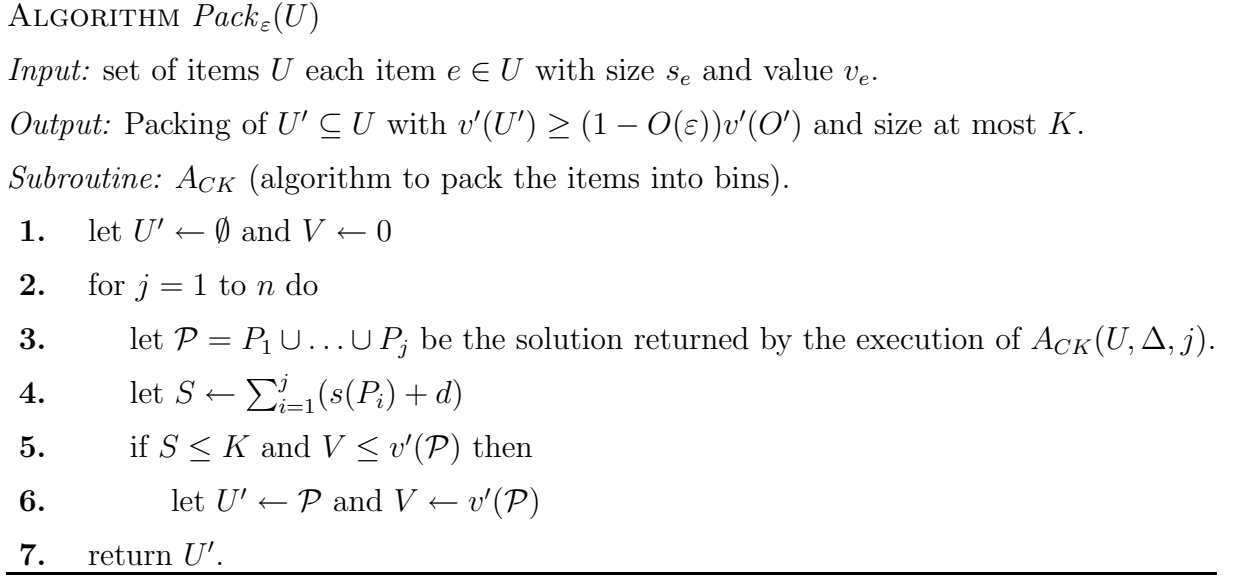 ALGORITHM Pack_ε(U)
Input: set of items U each item e ∈ U with size s_e and value v_e.
Output: Packing of U′ ⊆ U with v′(U′) ≥ (1 − O(ε))v′(O′) and size at most K.
Subroutine: A_CK (algorithm to pack the items into bins).
1. let U′ ← ∅ and V ← 0
2. for j = 1 to n do
3. let 𝒫 = P_1 ∪ … ∪ P_j be the solution returned by the execution of A_CK(U, Δ, j).
4. let S ← ∑_{i=1}^{j}(s(P_i) + d)
5. if S ≤ K and V ≤ v′(𝒫) then
6. let U′ ← 𝒫 and V ← v′(𝒫)
7. return U′.